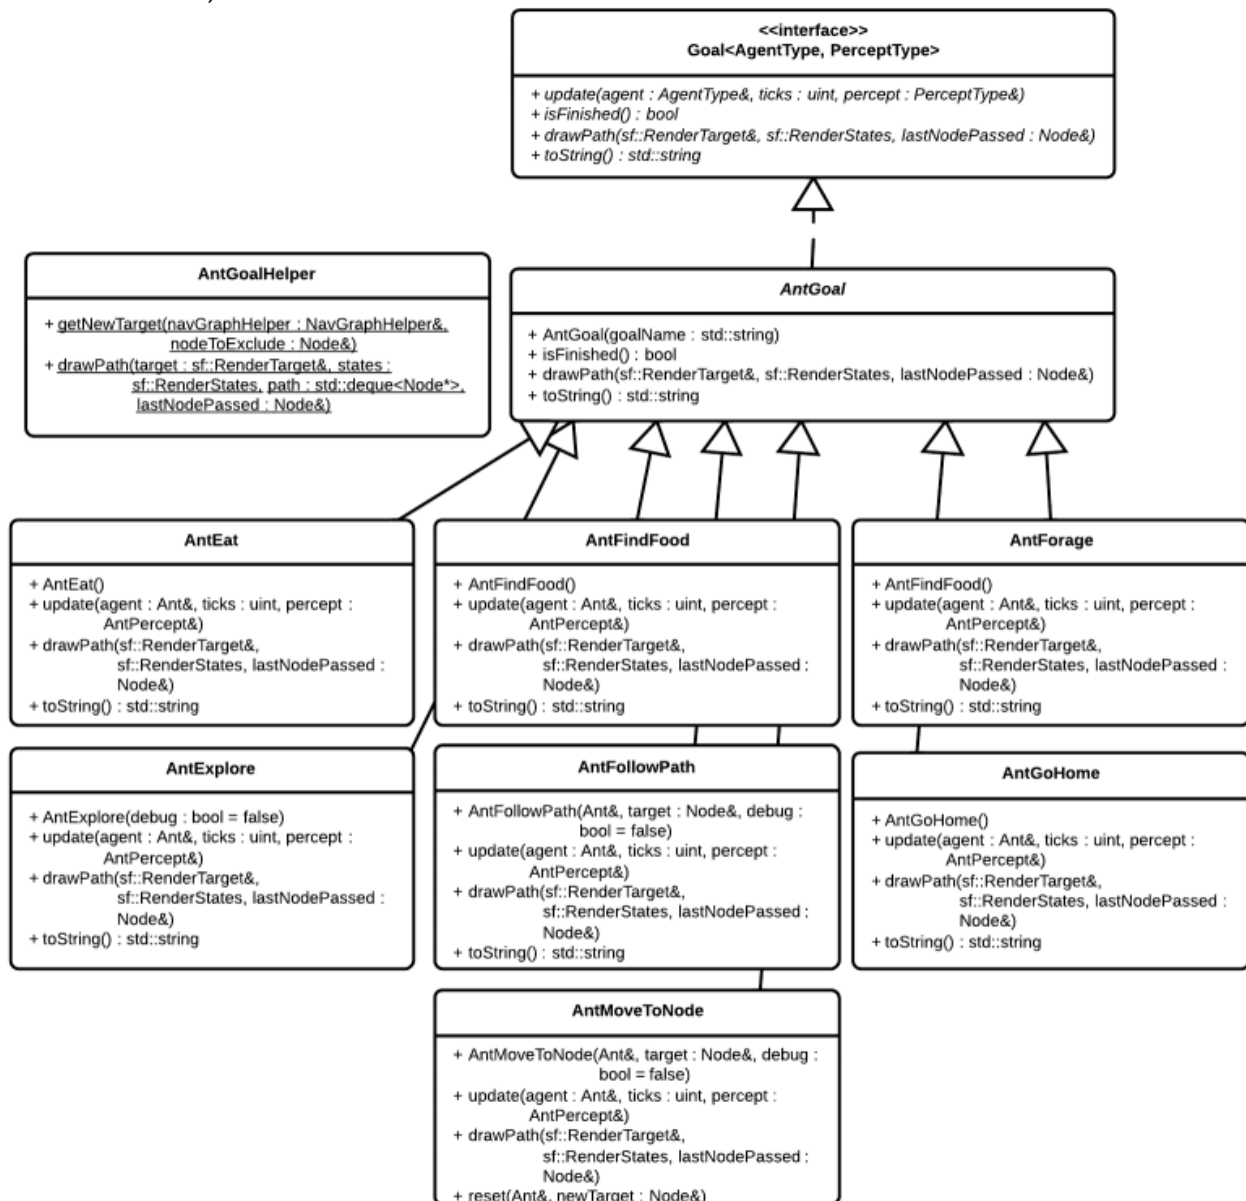 <<interface>>
Goal<AgentType, PerceptType>
+ update(agent : AgentType&, ticks : uint, percept : PerceptType&)
+ isFinished() : bool
+ drawPath(sf::RenderTarget&, sf::RenderStates, lastNodePassed : Node&)
+ toString() : std::string
AntGoalHelper
+ getNewTarget(navGraphHelper : NavGraphHelper&,
nodeToExclude : Node&)
+ drawPath(target : sf::RenderTarget&, states :
sf::RenderStates, path : std::deque<Node*>,
lastNodePassed : Node&)
AntGoal
+ AntGoal(goalName : std::string)
+ isFinished() : bool
+ drawPath(sf::RenderTarget&, sf::RenderStates, lastNodePassed : Node&)
+ toString() : std::string
AntEat
+ AntEat()
+ update(agent : Ant&, ticks : uint, percept :
AntPercept&)
+ drawPath(sf::RenderTarget&,
sf::RenderStates, lastNodePassed :
Node&)
+ toString() : std::string
AntFindFood
+ AntFindFood()
+ update(agent : Ant&, ticks : uint, percept :
AntPercept&)
+ drawPath(sf::RenderTarget&,
sf::RenderStates, lastNodePassed :
Node&)
+ toString() : std::string
AntForage
+ AntFindFood()
+ update(agent : Ant&, ticks : uint, percept :
AntPercept&)
+ drawPath(sf::RenderTarget&,
sf::RenderStates, lastNodePassed :
Node&)
+ toString() : std::string
AntExplore
+ AntExplore(debug : bool = false)
+ update(agent : Ant&, ticks : uint, percept :
AntPercept&)
+ drawPath(sf::RenderTarget&,
sf::RenderStates, lastNodePassed :
Node&)
+ toString() : std::string
AntFollowPath
+ AntFollowPath(Ant&, target : Node&, debug :
bool = false)
+ update(agent : Ant&, ticks : uint, percept :
AntPercept&)
+ drawPath(sf::RenderTarget&,
sf::RenderStates, lastNodePassed :
Node&)
+ toString() : std::string
AntGoHome
+ AntGoHome()
+ update(agent : Ant&, ticks : uint, percept :
AntPercept&)
+ drawPath(sf::RenderTarget&,
sf::RenderStates, lastNodePassed :
Node&)
+ toString() : std::string
AntMoveToNode
+ AntMoveToNode(Ant&, target : Node&, debug :
bool = false)
+ update(agent : Ant&, ticks : uint, percept :
AntPercept&)
+ drawPath(sf::RenderTarget&,
sf::RenderStates, lastNodePassed :
Node&)
+ reset(Ant&, newTarget : Node&)